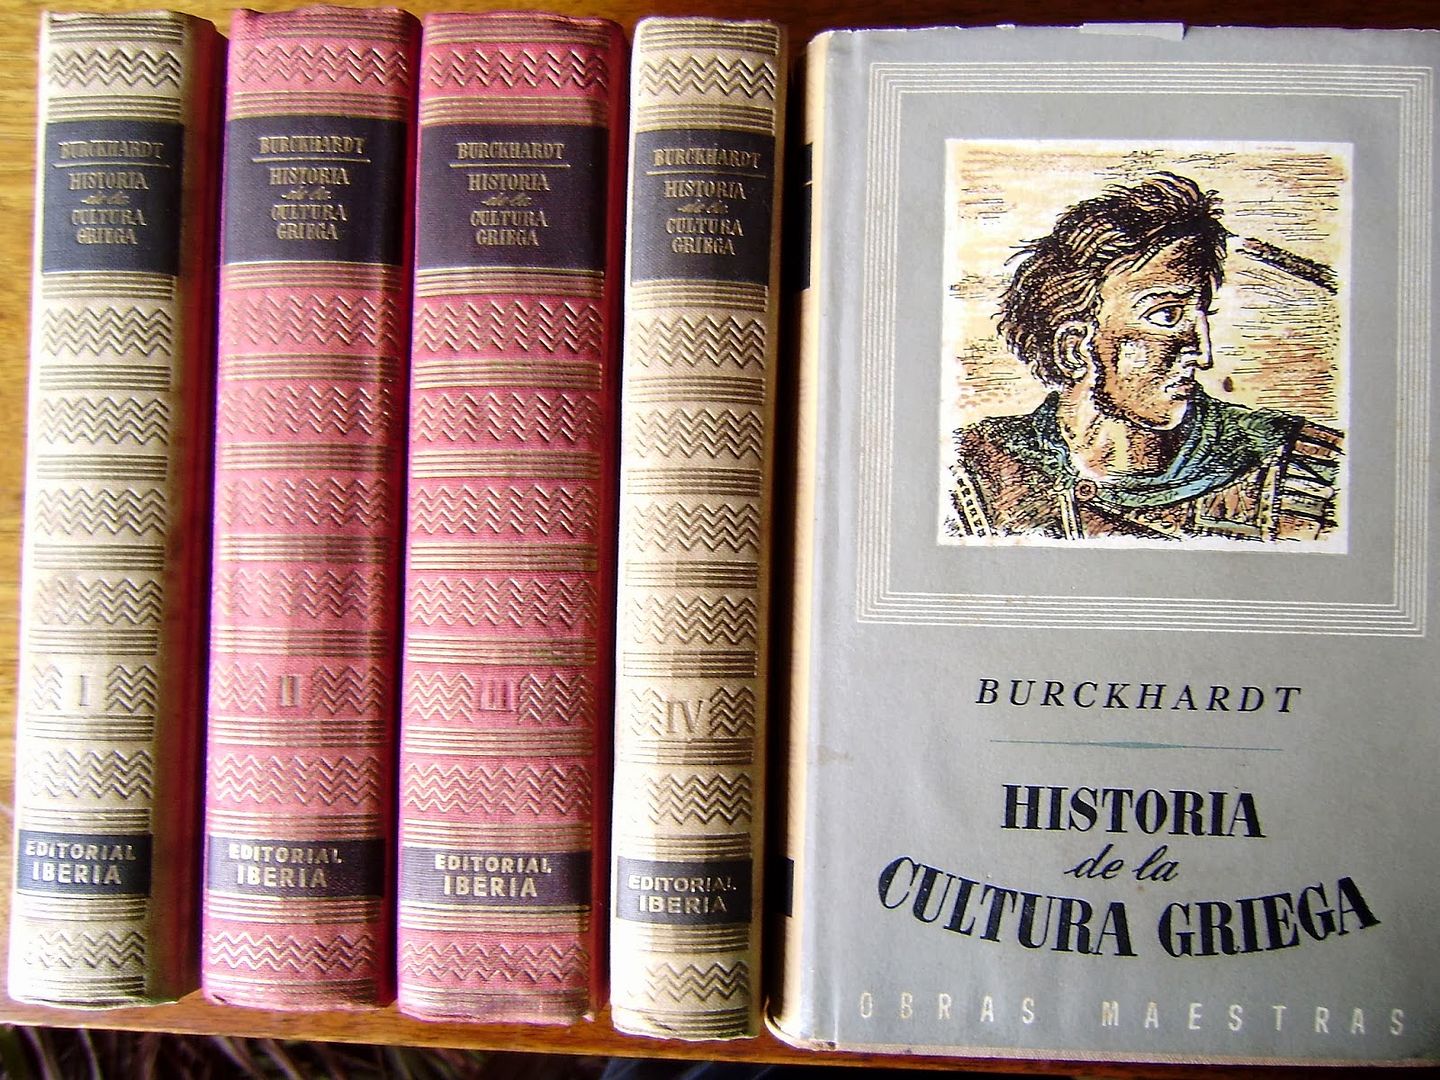 BURCKHARDT
HISTORIA
de la
CULTURA
GRIEGA
I
EDITORIAL
IBERIA
BURCKHARDT
HISTORIA
de la
CULTURA
GRIEGA
II
EDITORIAL
IBERIA
BURCKHARDT
HISTORIA
de la
CULTURA
GRIEGA
III
EDITORIAL
IBERIA
BURCKHARDT
HISTORIA
de la
CULTURA
GRIEGA
IV
EDITORIAL
IBERIA
BURCKHARDT
HISTORIA
de la
CULTURA GRIEGA
OBRAS MAESTRAS